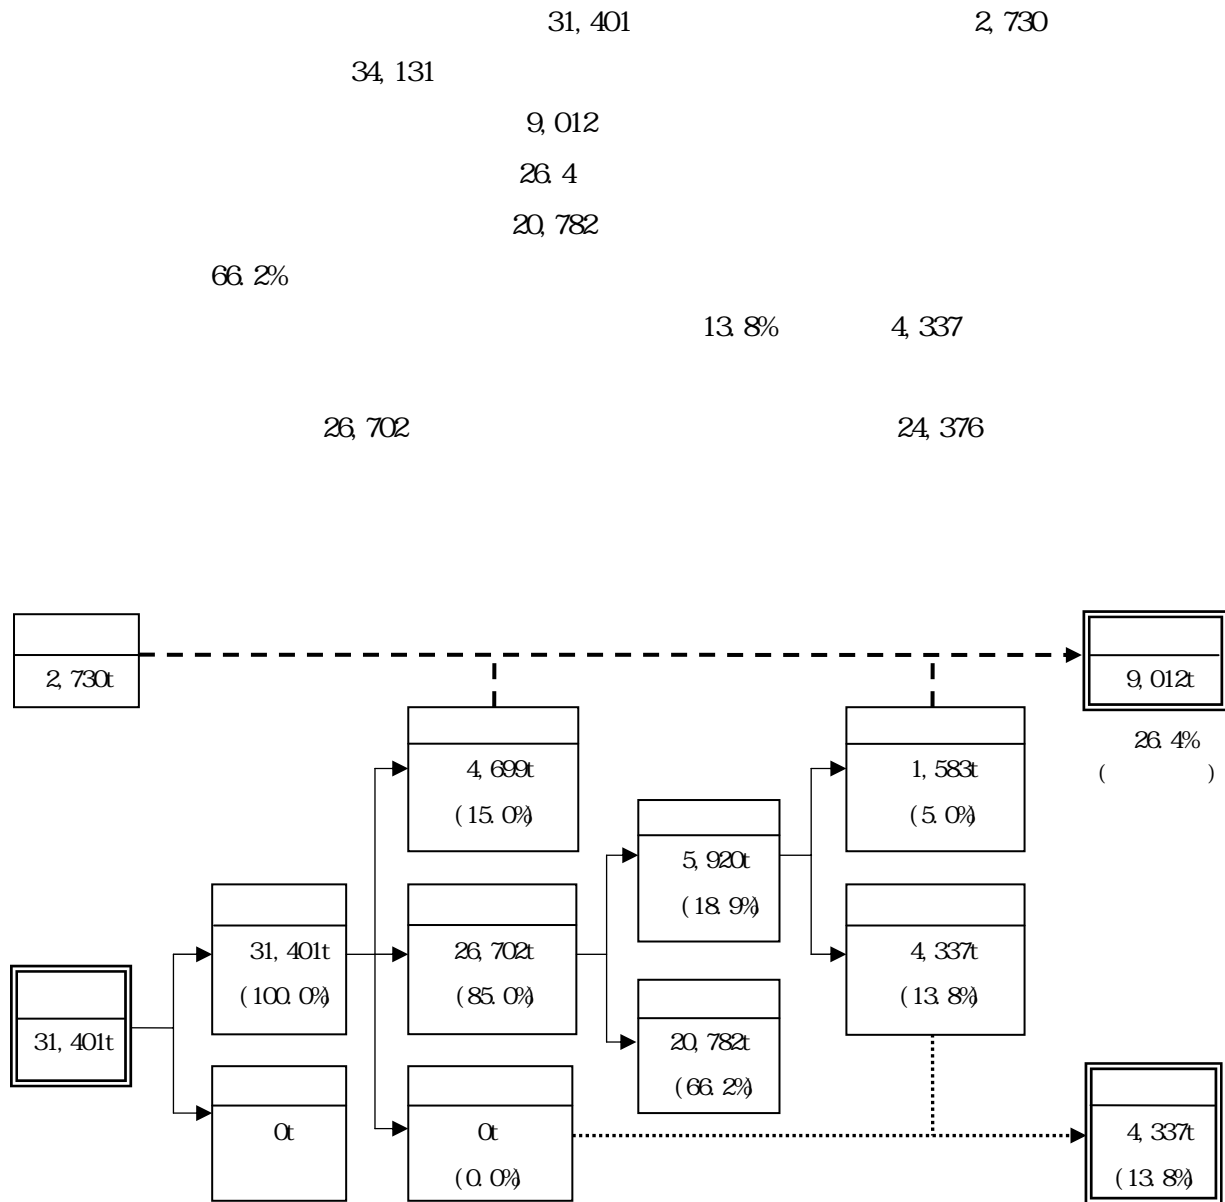 31,401 2,730
34,131
9,012
26.4
20,782
66.2%
13.8% 4,337
26,702 24,376
2,730t
9,012t
26.4%
( )
4,699t
(15.0%)
1,583t
(5.0%)
5,920t
(18.9%)
31,401t
(100.0%)
26,702t
(85.0%)
4,337t
(13.8%)
31,401t
20,782t
(66.2%)
0t
0t
(0.0%)
4,337t
(13.8%)